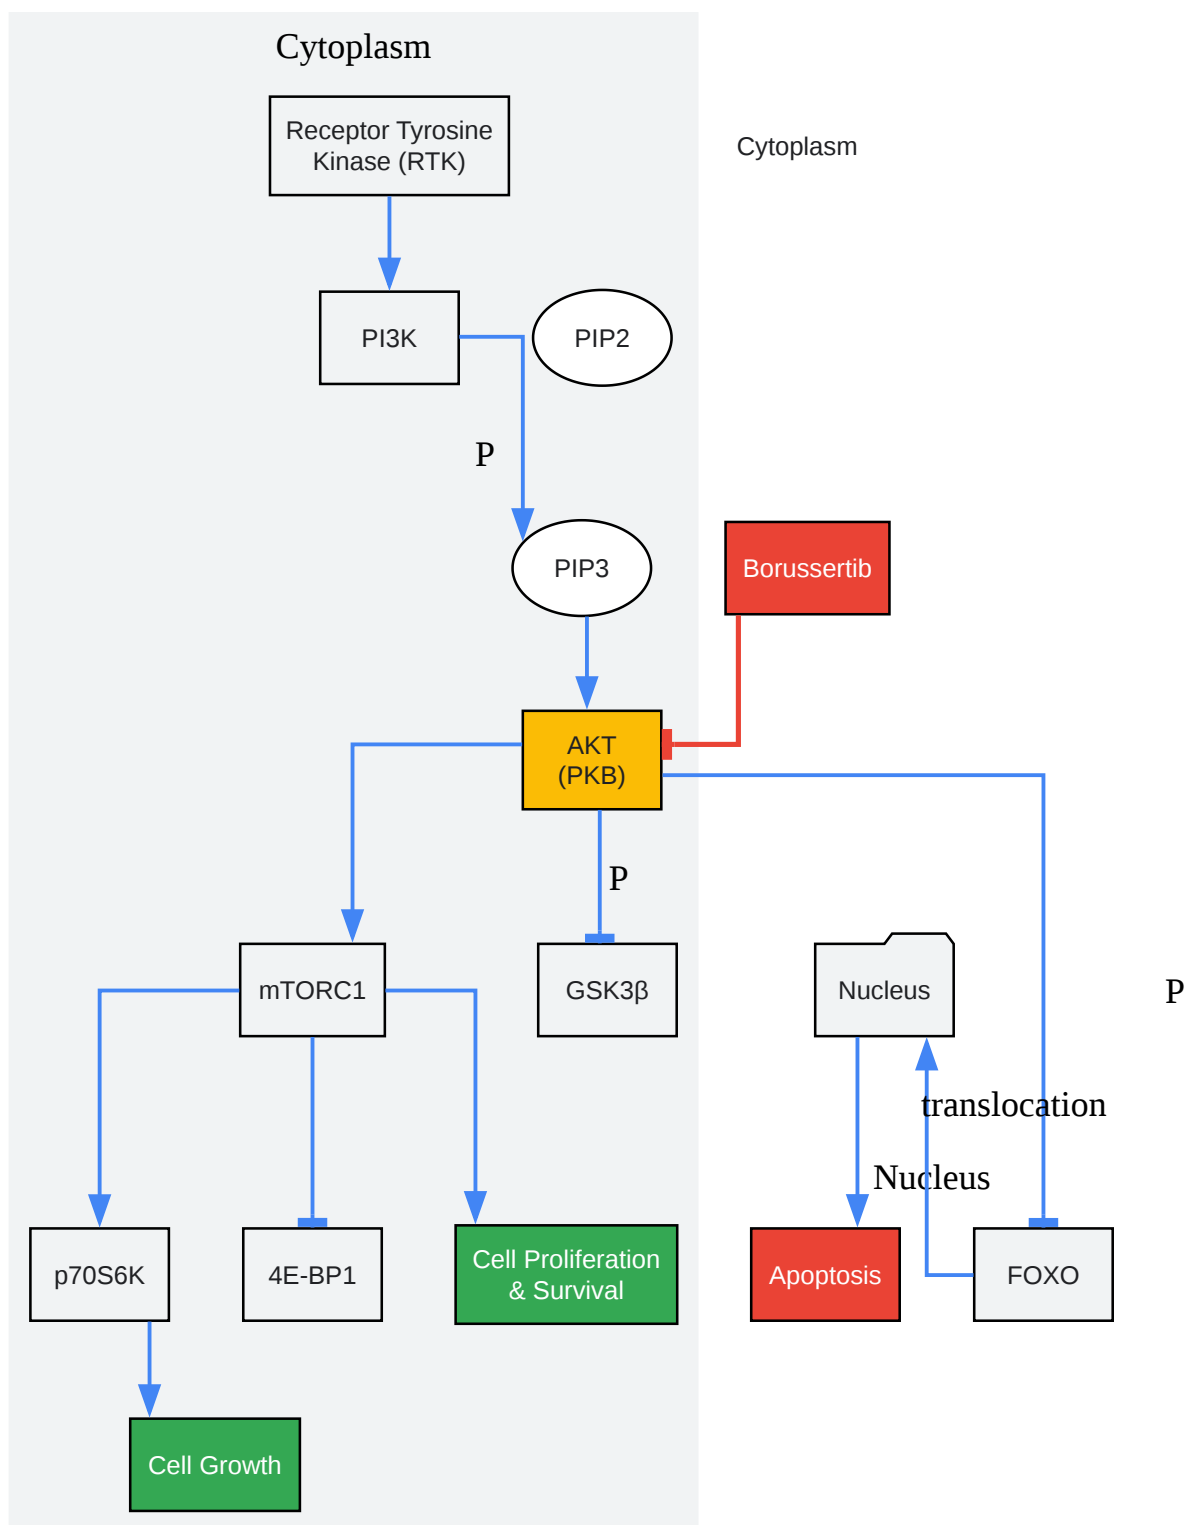 Cytoplasm
Receptor Tyrosine
Kinase (RTK)
Cytoplasm
PI3K
PIP2
P
PIP3
Borussertib
AKT
(PKB)
P
mTORC1
GSK3β
Nucleus
P
translocation
Nucleus
p70S6K
4E-BP1
Cell Proliferation
& Survival
Apoptosis
FOXO
Cell Growth